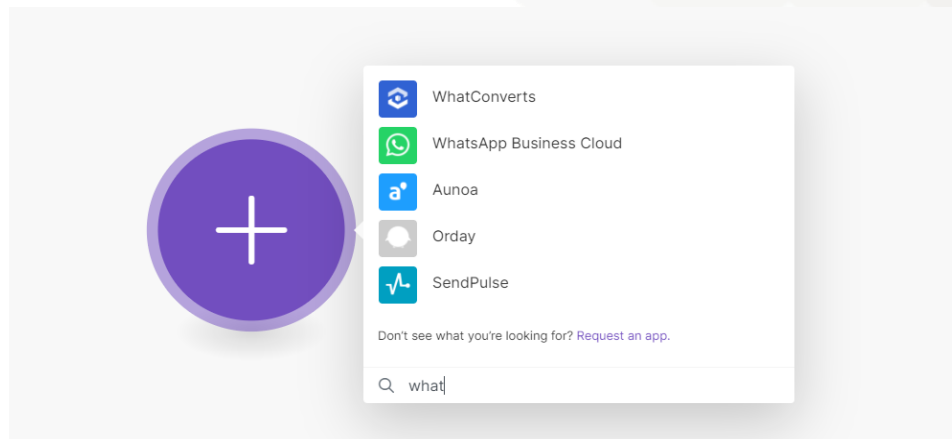 WhatConverts
WhatsApp Business Cloud
Aunoa
Orday
SendPulse
Don't see what you're looking for? Request an app.
what